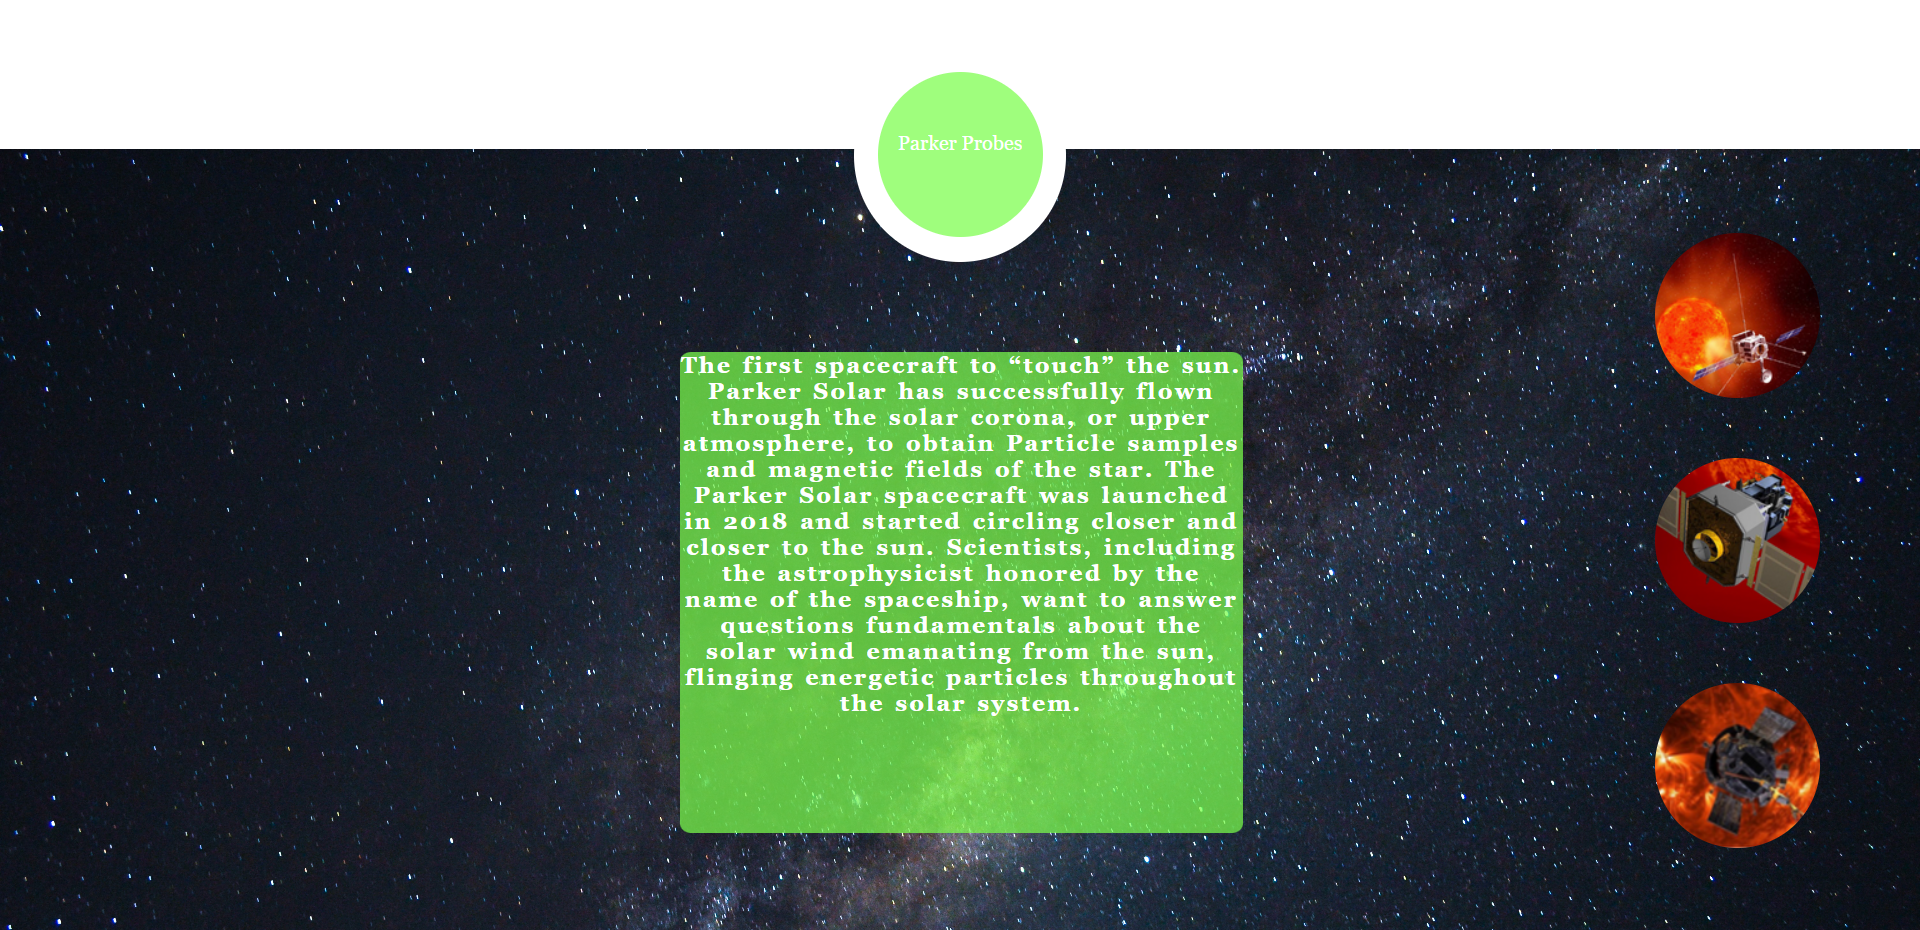 Parker Probes
The first spacecraft to “touch” the sun.
Parker Solar has successfully flown
through the solar corona, or upper
atmosphere, to obtain Particle samples
and magnetic fields of the star. The
Parker Solar spacecraft was launched
in 2018 and started circling closer and
closer to the sun. Scientists, including
the astrophysicist honored by the
name of the spaceship, want to answer
questions fundamentals about the
solar wind emanating from the sun,
flinging energetic particles throughout
the solar system.